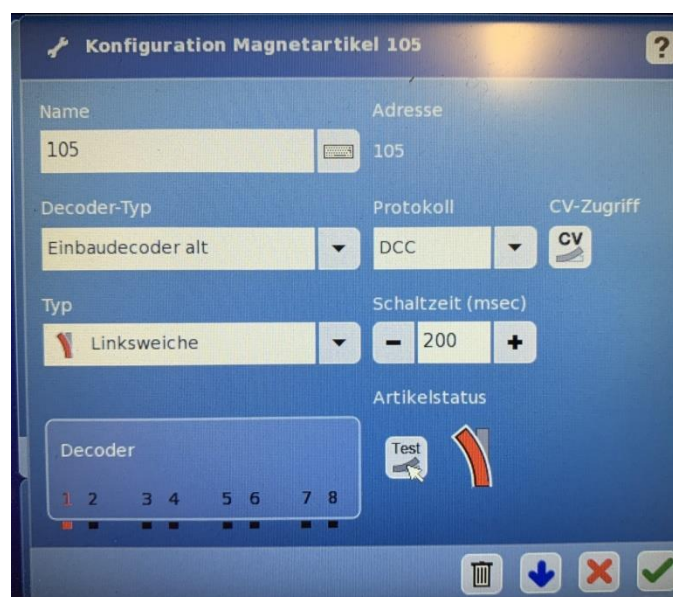 Konfiguration Magnetartikel 105
?
Name
Adresse
105
105
Decoder-Typ
Protokoll
CV-Zugriff
Einbaudecoder alt
DCC
CV
Typ
Schaltzeit (msec)
Linksweiche
- 200 +
Artikelstatus
Decoder
Test
1 2 3 4 5 6 7 8